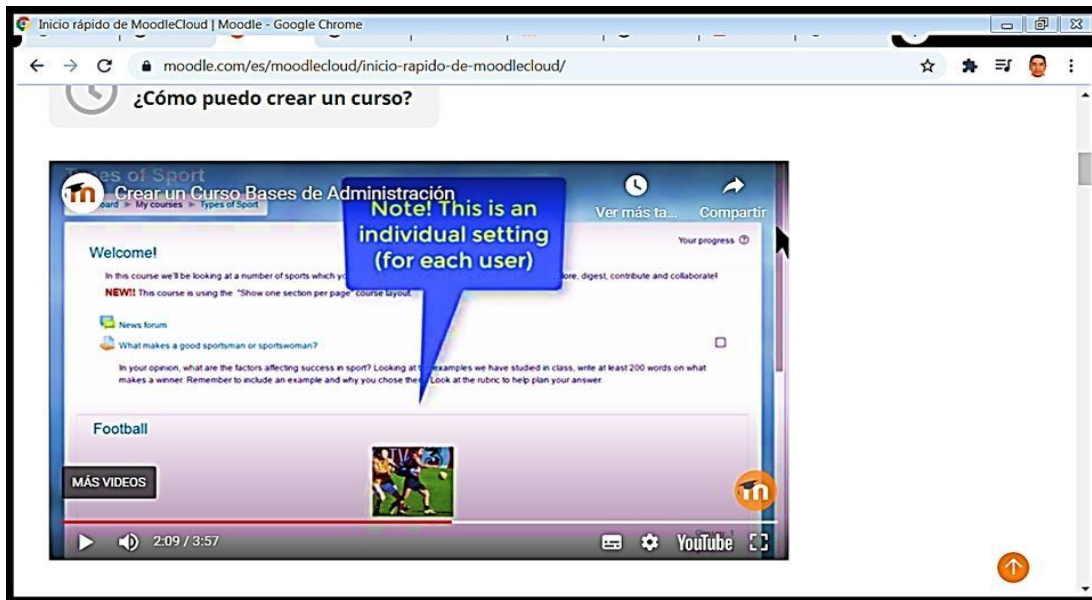 Inicio rápido de MoodleCloud | Moodle - Google Chrome
moodle.com/es/moodlecloud/inicio-rapido-de-moodlecloud/
¿Cómo puedo crear un curso?
Types of Sport
Crear un Curso Bases de Administración
Ver más ta...
Compartir
My courses ► Types of Sport
Note! This is an
individual setting
(for each user)
Your progress
Welcome!
In this course we'll be looking at a number of sports which digest, contribute and collaborate!
NEW!! This course is using the "Show one section per page" course layout.
News forum
What makes a good sportsman or sportswoman?
In your opinion, what are the factors affecting success in sport? Looking at examples we have studied in class, write at least 200 words on what
makes a winner. Remember to include an example and why you chose Look at the rubric to help plan your answer
Football
MÁS VIDEOS
2:09 / 3:57
YouTube